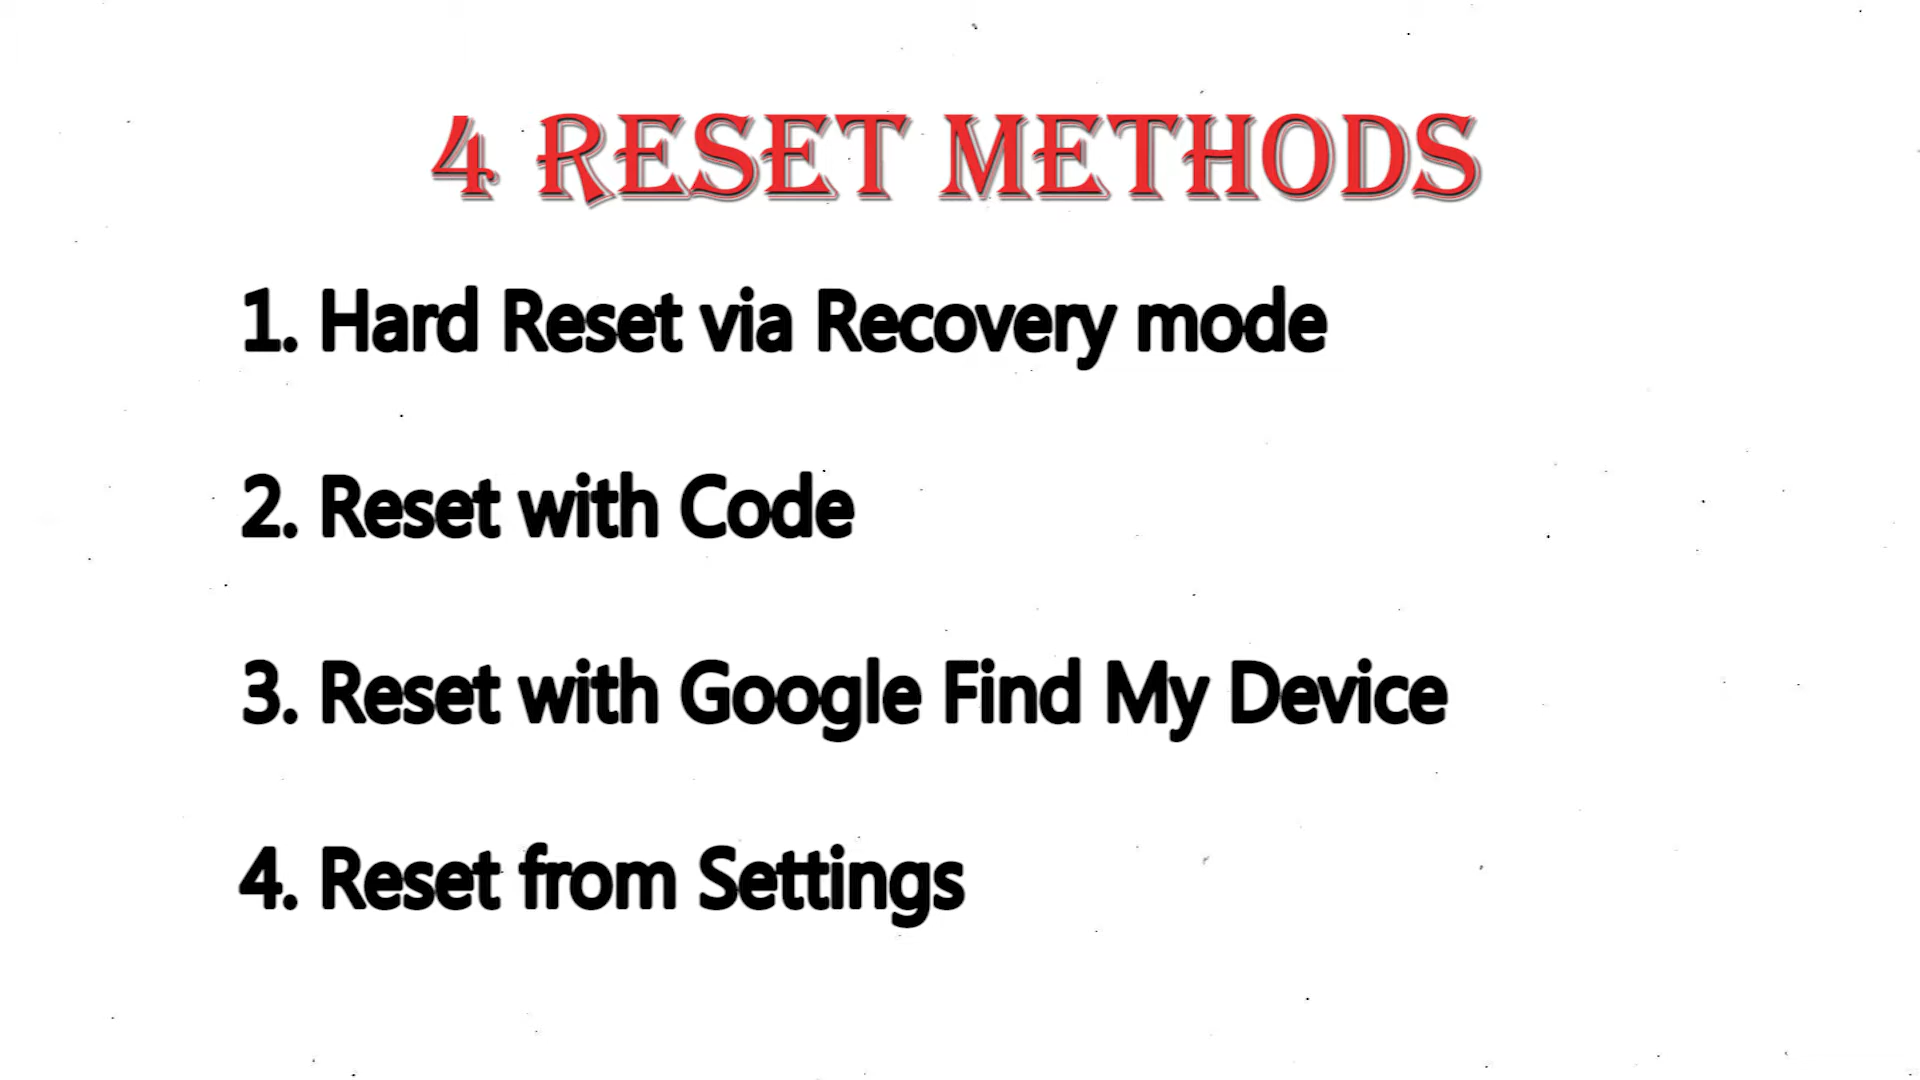 4 RESET METHODS
1. Hard Reset via Recovery mode
2. Reset with Code
3. Reset with Google Find My Device
4. Reset from Settings